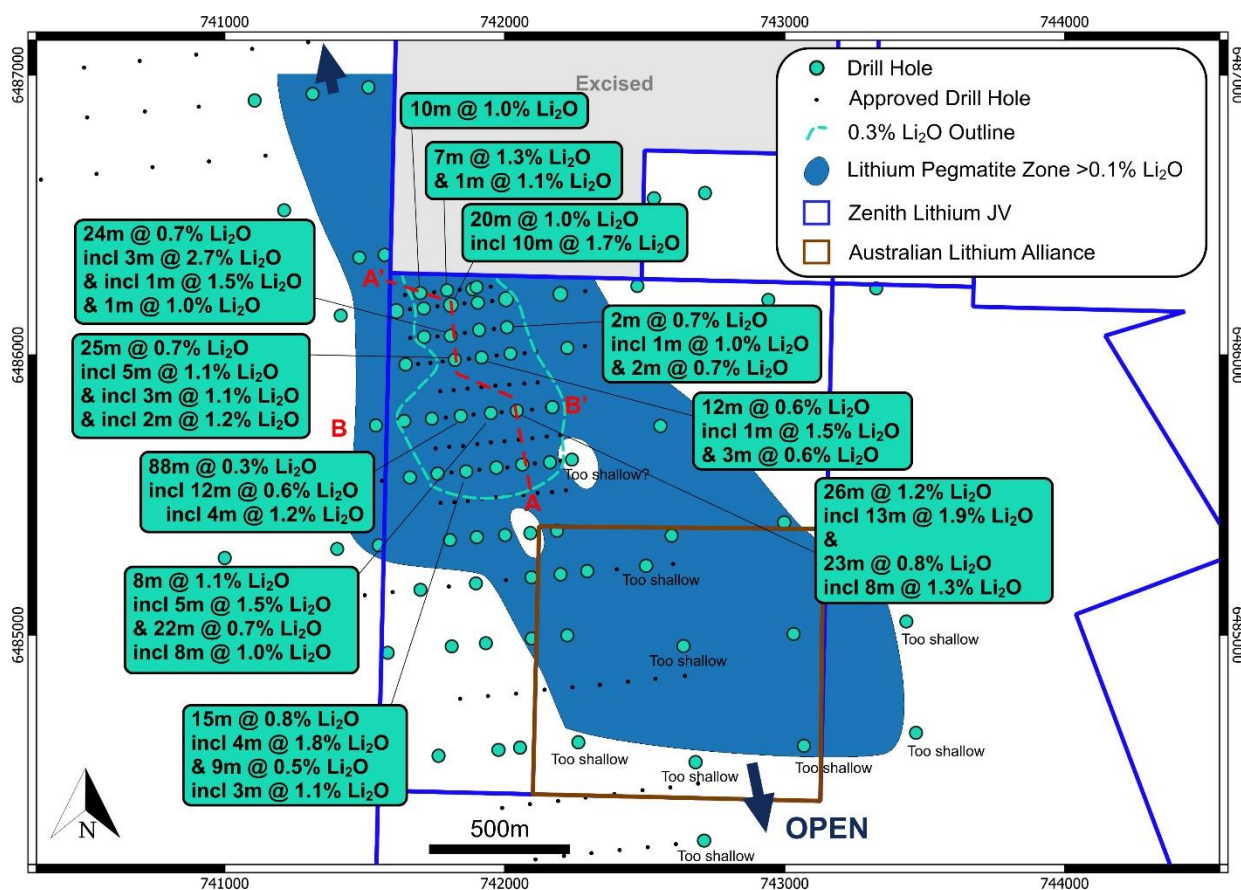 741000
742000
743000
744000
6487000
6487000
Excised
Drill Hole
Approved Drill Hole
0.3% Li₂O Outline
Lithium Pegmatite Zone >0.1% Li₂O
Zenith Lithium JV
Australian Lithium Alliance
10m @ 1.0% Li₂O
7m @ 1.3% Li₂O
& 1m @ 1.1% Li₂O
20m @ 1.0% Li₂O
incl 10m @ 1.7% Li₂O
24m @ 0.7% Li₂O
incl 3m @ 2.7% Li₂O
& incl 1m @ 1.5% Li₂O
& 1m @ 1.0% Li₂O
A'
2m @ 0.7% Li₂O
incl 1m @ 1.0% Li₂O
& 2m @ 0.7% Li₂O
6486000
6486000
25m @ 0.7% Li₂O
incl 5m @ 1.1% Li₂O
& incl 3m @ 1.1% Li₂O
& incl 2m @ 1.2% Li₂O
12m @ 0.6% Li₂O
incl 1m @ 1.5% Li₂O
& 3m @ 0.6% Li₂O
B
B'
88m @ 0.3% Li₂O
incl 12m @ 0.6% Li₂O
incl 4m @ 1.2% Li₂O
Too shallow?
A
26m @ 1.2% Li₂O
incl 13m @ 1.9% Li₂O
&
23m @ 0.8% Li₂O
incl 8m @ 1.3% Li₂O
8m @ 1.1% Li₂O
incl 5m @ 1.5% Li₂O
& 22m @ 0.7% Li₂O
incl 8m @ 1.0% Li₂O
Too shallow
6485000
6485000
Too shallow
Too shallow
15m @ 0.8% Li₂O
incl 4m @ 1.8% Li₂O
& 9m @ 0.5% Li₂O
incl 3m @ 1.1% Li₂O
Too shallow
Too shallow
Too shallow
Too shallow
N
500m
OPEN
Too shallow
741000
742000
743000
744000